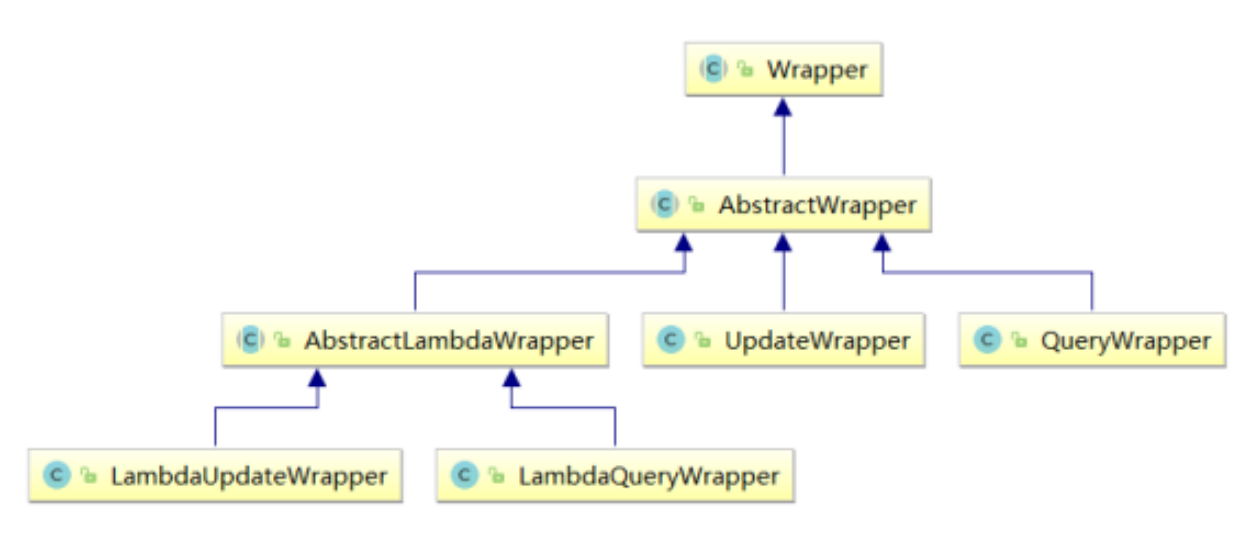 C Wrapper
C AbstractWrapper
C AbstractLambdaWrapper
C UpdateWrapper
C QueryWrapper
C LambdaUpdateWrapper
C LambdaQueryWrapper